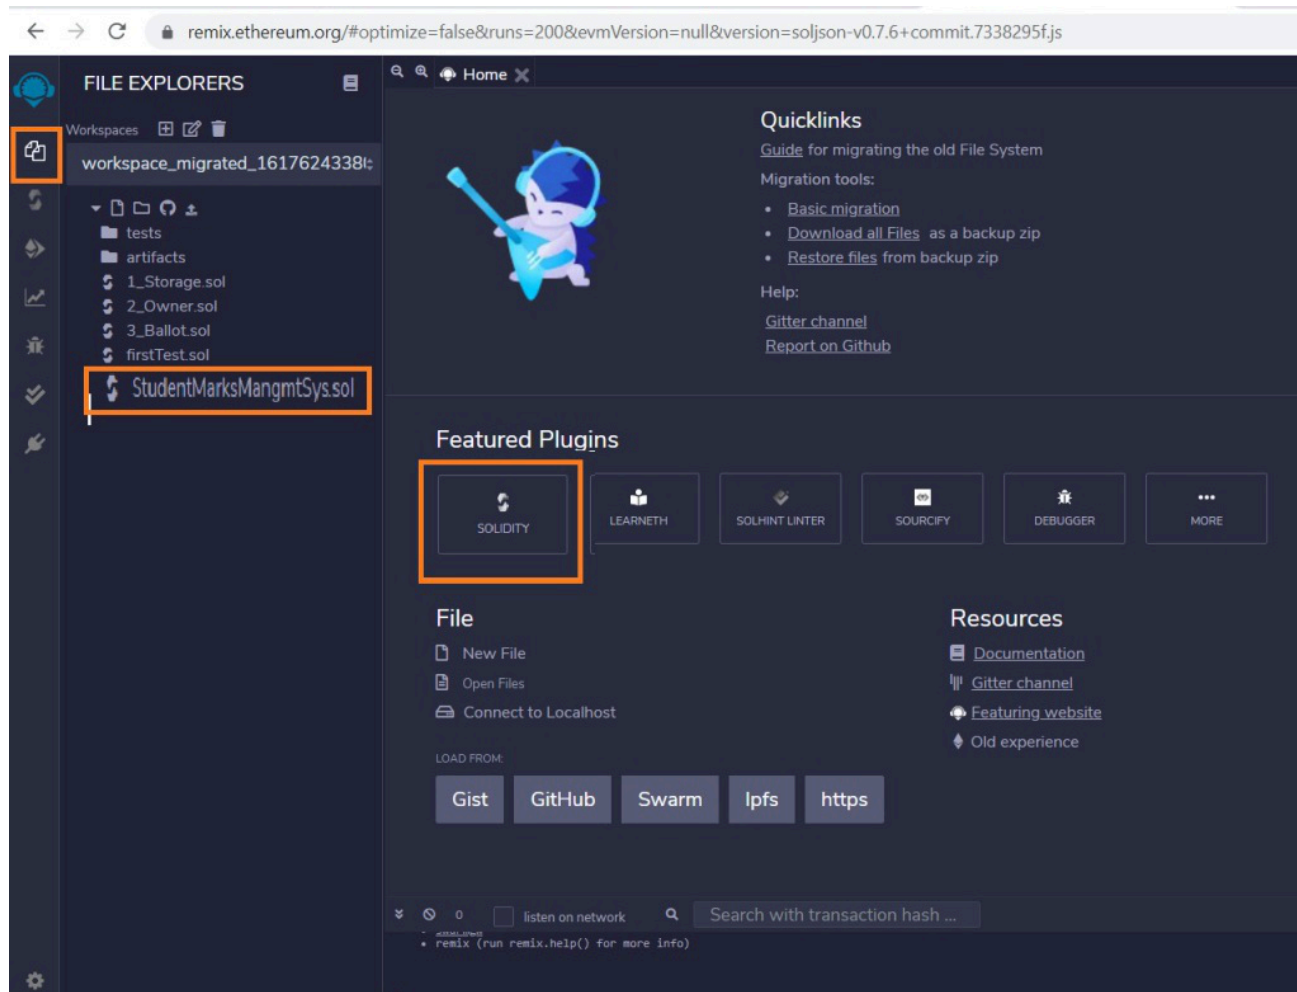 remix.ethereum.org/#optimize=false&runs=200&evmVersion=null&version=soljson-v0.7.6+commit.7338295f.js
FILE EXPLORERS
Workspaces
workspace_migrated_1617624338
tests
artifacts
1_Storage.sol
2_Owner.sol
3_Ballot.sol
firstTest.sol
StudentMarksMangmtSys.sol
Home
Quicklinks
Guide for migrating the old File System
Migration tools:
• Basic migration
• Download all Files as a backup zip
• Restore files from backup zip
Help:
Gitter channel
Report on Github
Featured Plugins
SOLIDITY
LEARNETH
SOLHINT LINTER
SOURCIFY
DEBUGGER
MORE
File
New File
Open Files
Connect to Localhost
LOAD FROM:
Gist GitHub Swarm Ipfs https
Resources
Documentation
Gitter channel
Featuring website
Old experience
0 listen on network Search with transaction hash ...
• remix (run remix.help() for more info)